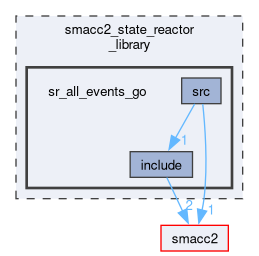 smacc2_state_reactor
_library
sr_all_events_go
src
1
include
2
1
smacc2